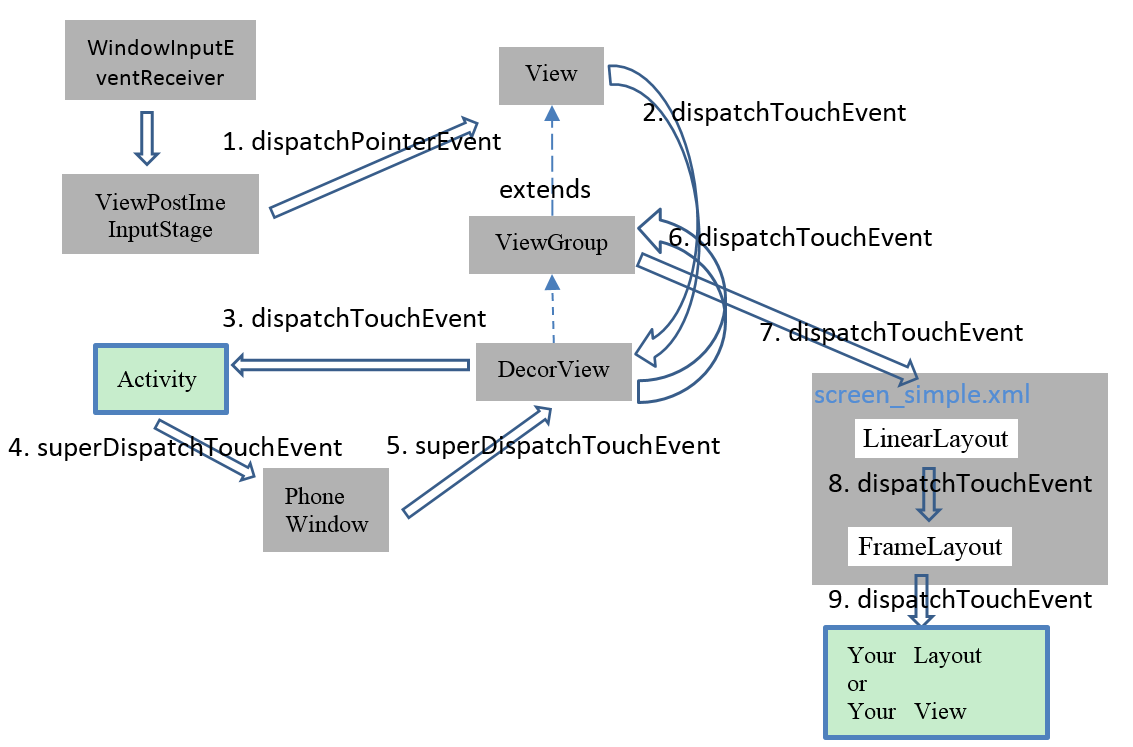 WindowInputE
ventReceiver
View
2. dispatchTouchEvent
1. dispatchPointerEvent
extends
ViewPostIme
InputStage
ViewGroup
6. dispatchTouchEvent
3. dispatchTouchEvent
7. dispatchTouchEvent
Activity
DecorView
screen_simple.xml
LinearLayout
4. superDispatchTouchEvent
5. superDispatchTouchEvent
8. dispatchTouchEvent
Phone
Window
FrameLayout
9. dispatchTouchEvent
Your Layout
or
Your View